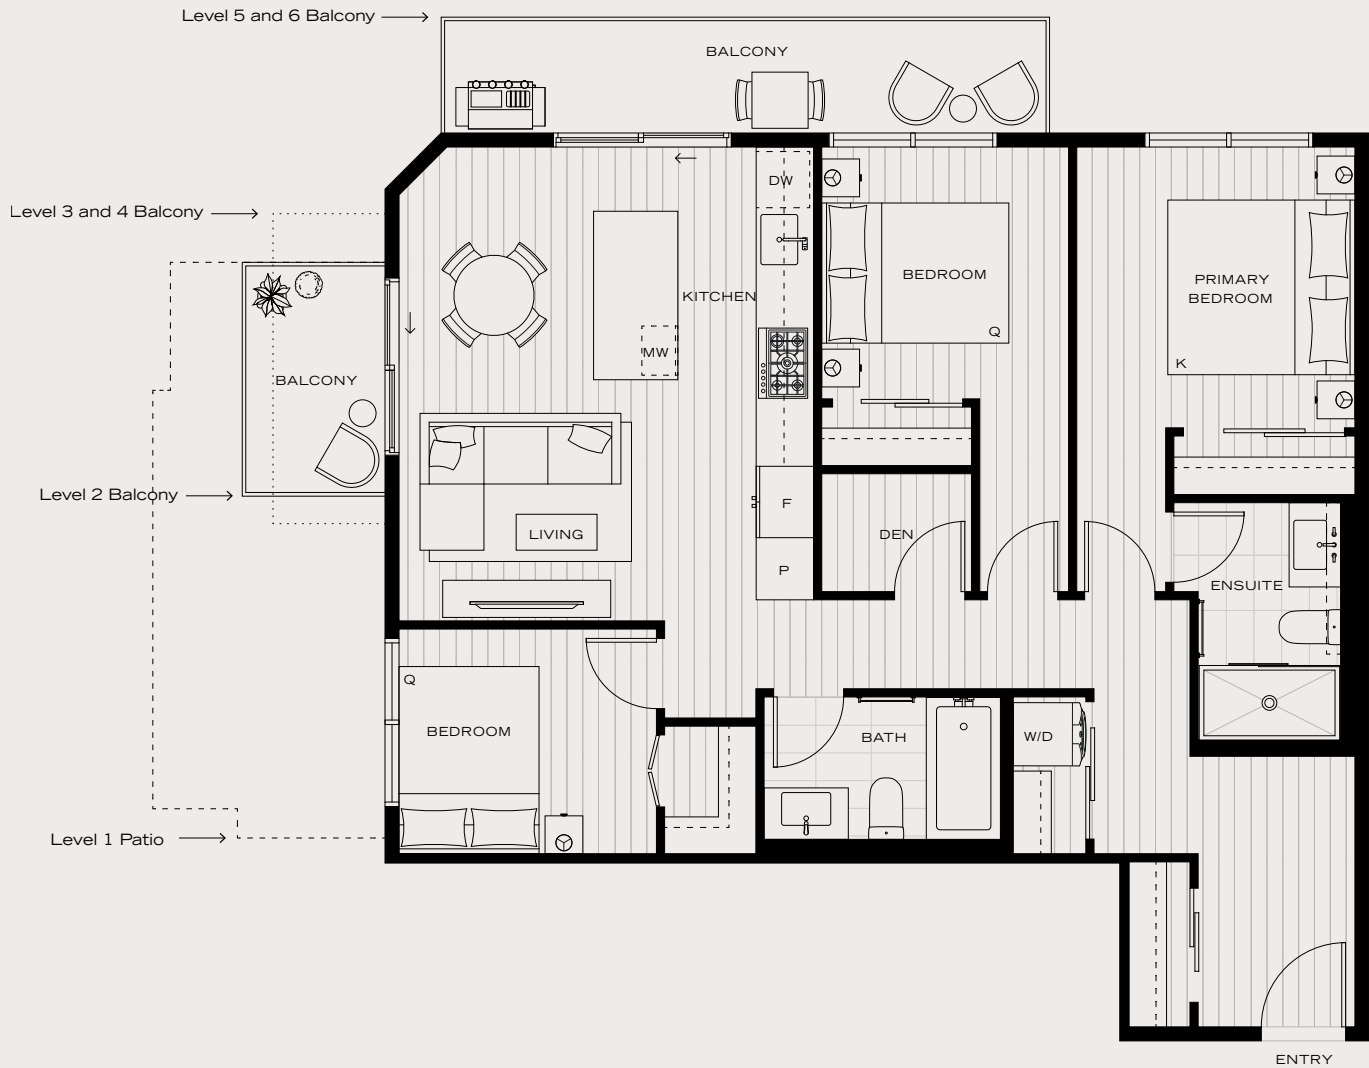 Level 5 and 6 Balcony
BALCONY
DW
Level 3 and 4 Balcony
BEDROOM
PRIMARY
BEDROOM
KITCHEN
Q
MW
K
BALCONY
Level 2 Balcony
F
LIVING
DEN
P
ENSUITE
Q
BEDROOM
BATH
W/D
Level 1 Patio
ENTRY